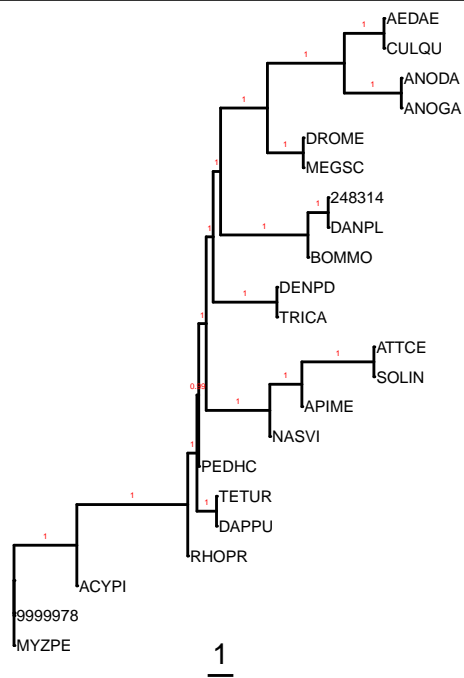 1
AEDAE
CULQU
1
1
ANODA
ANOGA
1
1
DROME
MEGSC
1
1
248314
DANPL
1
BOMMO
1
DENPD
1
TRICA
1
ATTCE
1
SOLIN
1
APIME
1
NASVI
1
PEDHC
1
TETUR
1
DAPPU
RHOPR
1
1
ACYPI
9999978
MYZPE
1